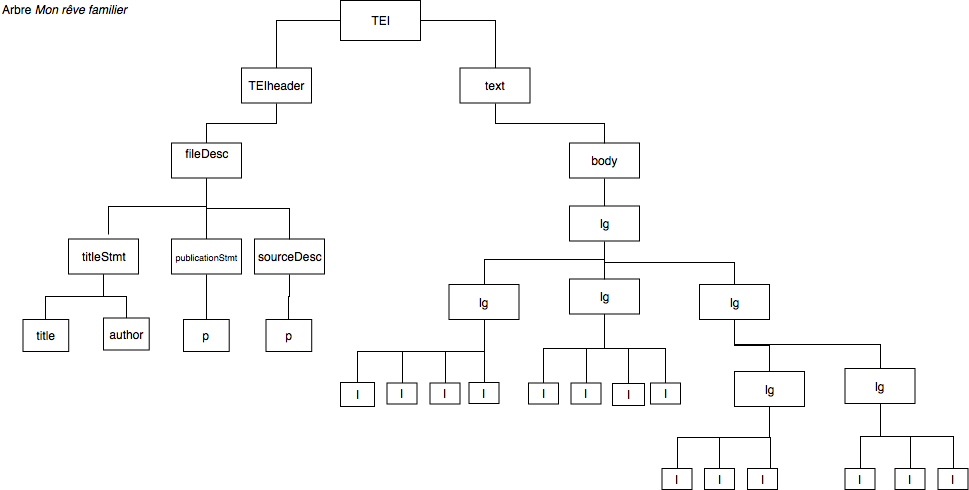 Arbre Mon rêve familier
TEI
TEIheader
text
fileDesc
body
lg
titleStmt
publicationStmt
sourceDesc
lg
lg
lg
title
author
p
p
l
l
l
l
l
l
l
l
lg
lg
l
l
l
l
l
l